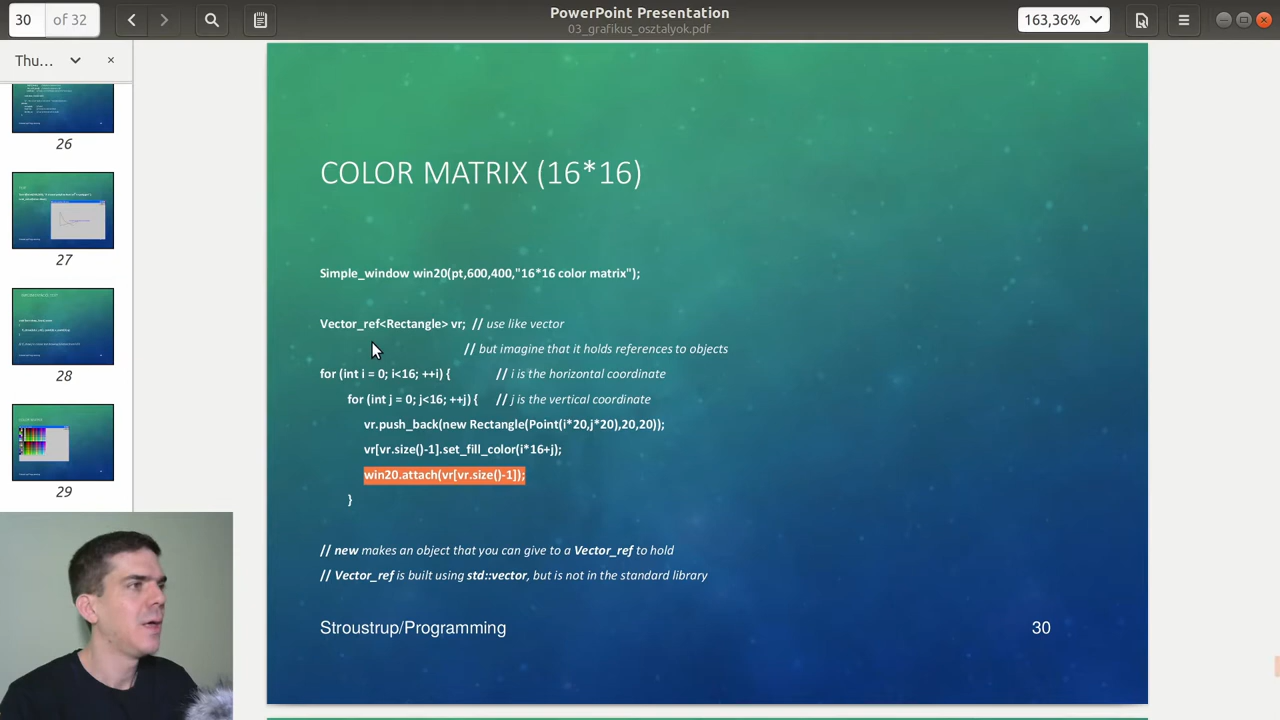 30 of 32
PowerPoint Presentation
03_grafikus_osztalyok.pdf
163,36%
Thu...
26
27
28
29
COLOR MATRIX (16*16)
Simple_window win20(pt,600,400,"16*16 color matrix");
Vector_ref<Rectangle> vr; // use like vector
// but imagine that it holds references to objects
for (int i = 0; i<16; ++i) { // i is the horizontal coordinate
for (int j = 0; j<16; ++j) { // j is the vertical coordinate
vr.push_back(new Rectangle(Point(i*20,j*20),20,20));
vr[vr.size()-1].set_fill_color(i*16+j);
win20.attach(vr[vr.size()-1]);
}
// new makes an object that you can give to a Vector_ref to hold
// Vector_ref is built using std::vector, but is not in the standard library
Stroustrup/Programming
30